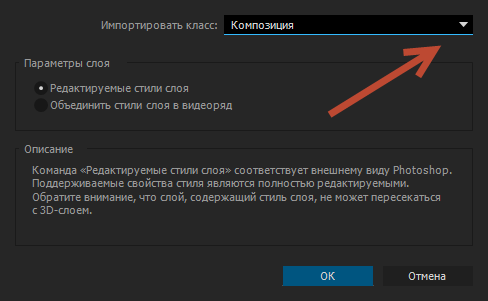 Импортировать класс: Композиция
Параметры слоя
Редактируемые стили слоя
Объединить стили слоя в видеоряд
Описание
Команда «Редактируемые стили слоя» соответствует внешнему виду Photoshop.
Поддерживаемые свойства стиля являются полностью редактируемыми.
Обратите внимание, что слой, содержащий стиль слоя, не может пересекаться
с 3D-слоем.
ОК Отмена